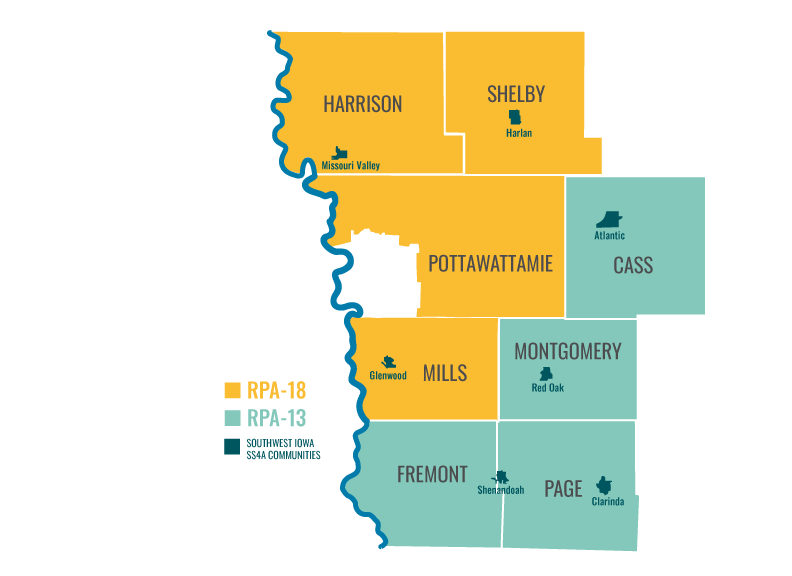 HARRISON
SHELBY
Harlan
Missouri Valley
Atlantic
POTTAWATTAMIE
CASS
MONTGOMERY
Glenwood
MILLS
Red Oak
RPA-18
RPA-13
SOUTHWEST IOWA
SS4A COMMUNITIES
FREMONT
Shenandoah
PAGE
Clarinda